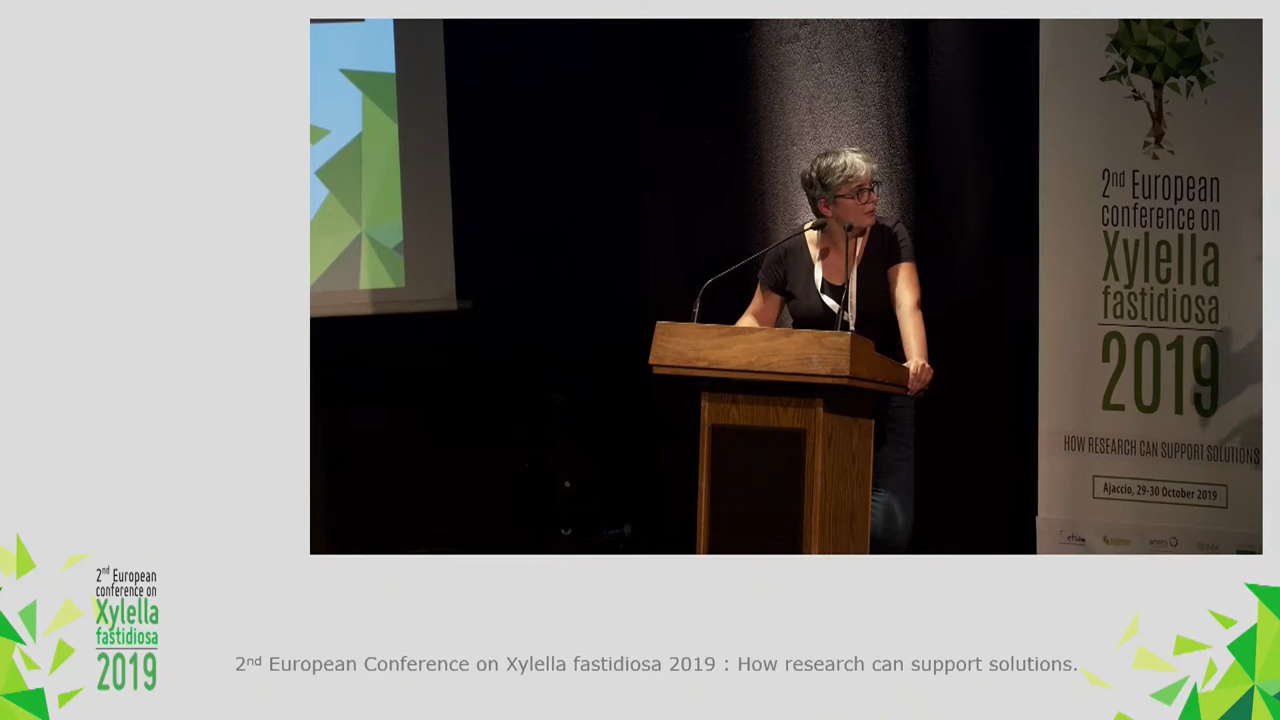 2nd European
conference on
Xylella
fastidiosa
2019
HOW RESEARCH CAN SUPPORT SOLUTIONS
Ajaccio, 29-30 October 2019
efsa
2nd European
conference on
Xylella
fastidiosa
2019
2nd European Conference on Xylella fastidiosa 2019 : How research can support solutions.